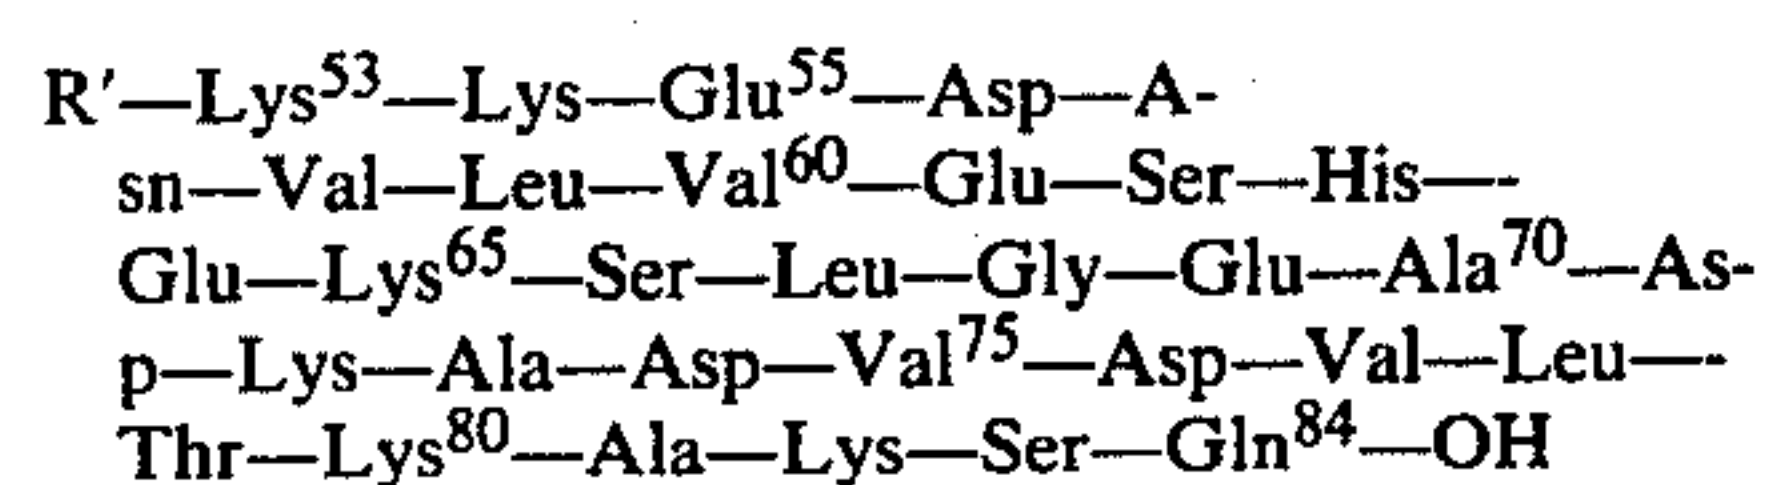 R′—Lys⁵³—Lys—Glu⁵⁵—Asp—A-
sn—Val—Leu—Val⁶⁰—Glu—Ser—His—-
Glu—Lys⁶⁵—Ser—Leu—Gly—Glu—Ala⁷⁰—As-
p—Lys—Ala—Asp—Val⁷⁵—Asp—Val—Leu—-
Thr—Lys⁸⁰—Ala—Lys—Ser—Gln⁸⁴—OH